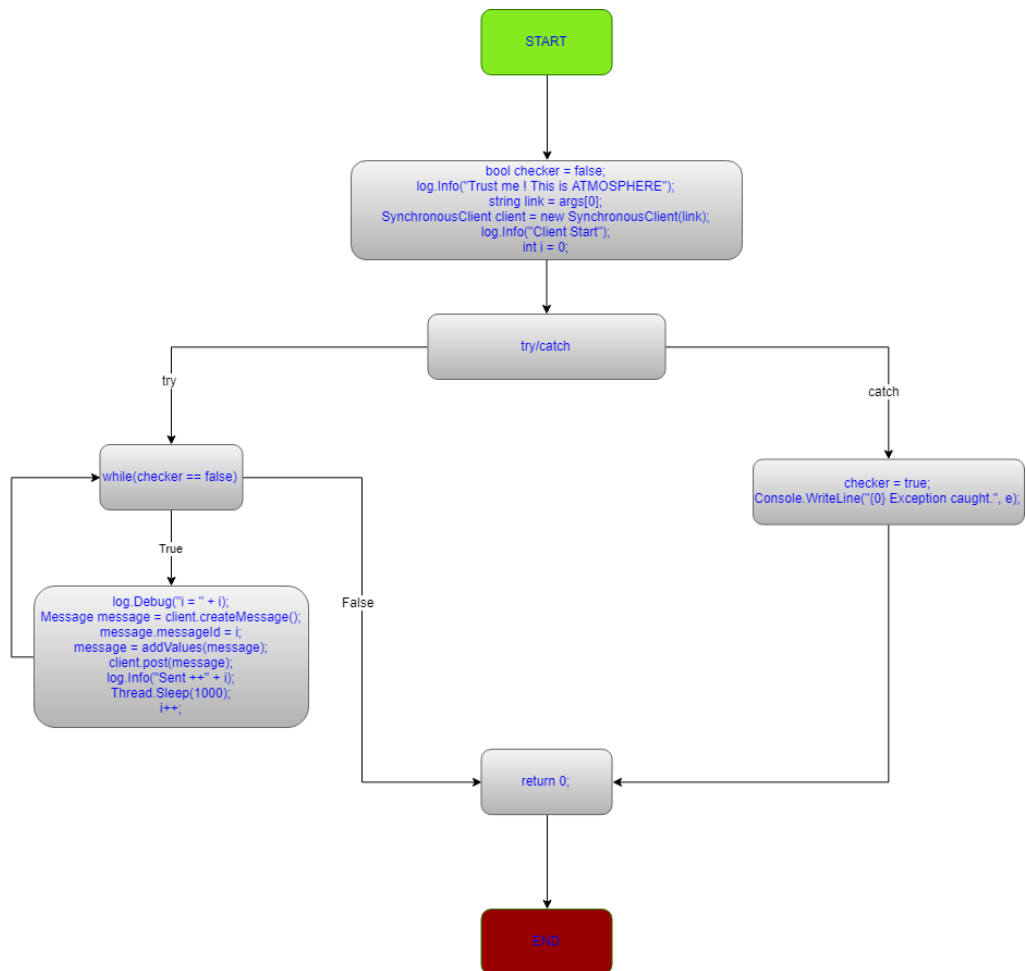 START
bool checker = false;
log.Info("Trust me ! This is ATMOSPHERE");
string link = args[0];
SynchronousClient client = new SynchronousClient(link);
log.Info("Client Start");
int i = 0;
try/catch
try
catch
while(checker == false)
checker = true;
Console.WriteLine("{0} Exception caught.", e);
True
log.Debug("i = " + i);
Message message = client.createMessage();
message.messageId = i;
message = addValues(message);
client.post(message);
log.Info("Sent ++" + i);
Thread.Sleep(1000);
i++;
False
return 0;
END